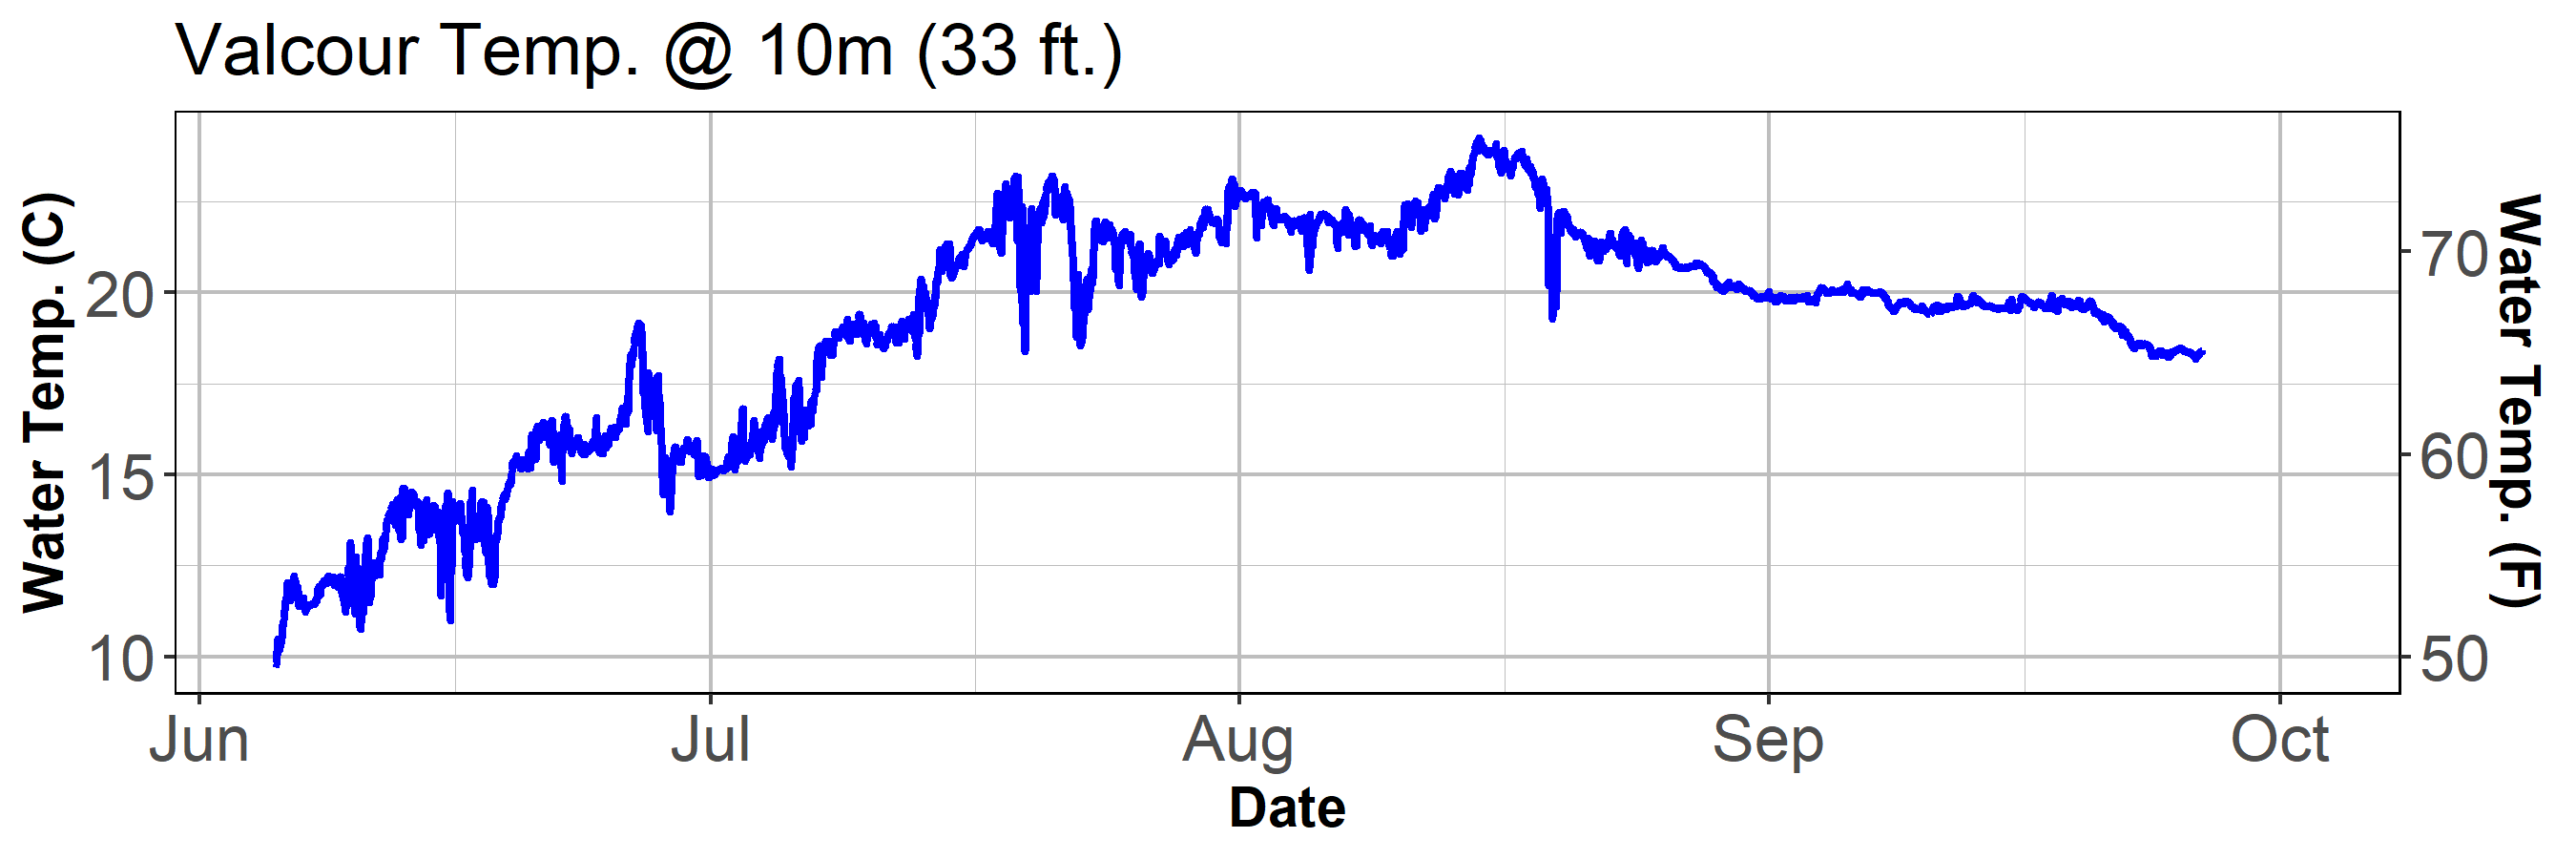 Valcour Temp. @ 10m (33 ft.)
Water Temp. (C)
20
15
10
70
60
50
Water Temp. (F)
Jun Jul Aug Sep Oct
Date